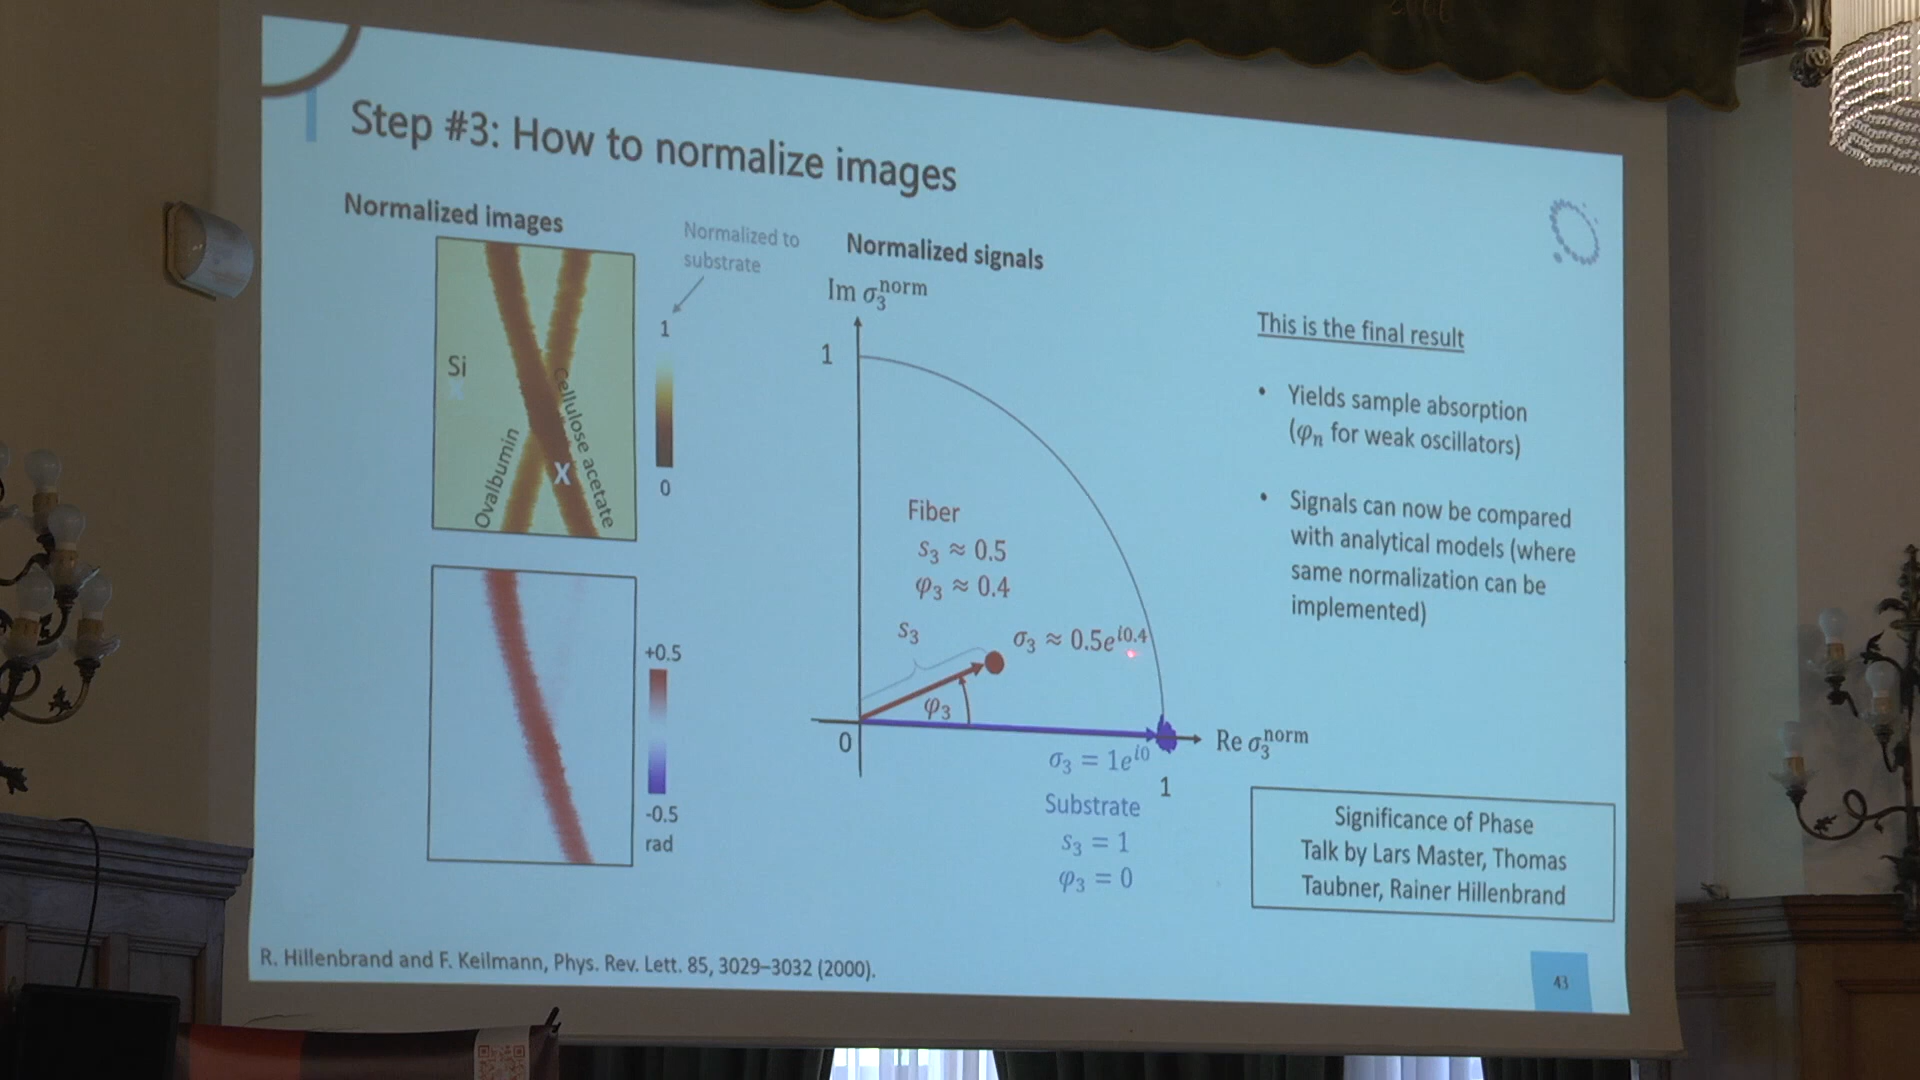 Step #3: How to normalize images
Normalized images
Normalized to
substrate
1
0
Si
X
Ovalbumin
Cellulose acetate
X
+0.5
-0.5
rad
Normalized signals
Im σ₃ⁿᵒʳᵐ
1
Fiber
s₃ ≈ 0.5
φ₃ ≈ 0.4
s₃
σ₃ ≈ 0.5eⁱ⁰·⁴
φ₃
0
Re σ₃ⁿᵒʳᵐ
σ₃ = 1eⁱ⁰
1
Substrate
s₃ = 1
φ₃ = 0
This is the final result
• Yields sample absorption
(φₙ for weak oscillators)
• Signals can now be compared
with analytical models (where
same normalization can be
implemented)
Significance of Phase
Talk by Lars Master, Thomas
Taubner, Rainer Hillenbrand
R. Hillenbrand and F. Keilmann, Phys. Rev. Lett. 85, 3029–3032 (2000).
43